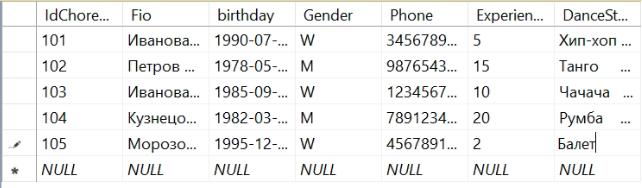 IdChore... Fio birthday Gender Phone Experien... DanceSt...
101 Иванова... 1990-07-... W 3456789... 5 Хип-хоп ...
102 Петров ... 1978-05-... M 9876543... 15 Танго ...
103 Иванова... 1985-09-... W 1234567... 10 Чачача ...
104 Кузнецо... 1982-03-... M 7891234... 20 Румба ...
105 Морозо... 1995-12-... W 4567891... 2 Балет
NULL NULL NULL NULL NULL NULL NULL